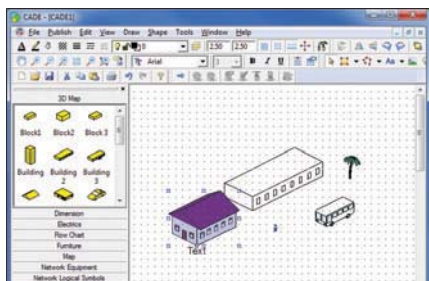 CADE - [CADE1]
File Publish Edit View Draw Shape Tools Window Help
0 2.50 2.50
Arial B I U
3D Map
Block1 Block2 Block 3
Building Building 2 Building 3
Dimension
Electrics
Flow Chart
Furniture
Map
Network Equipment
Network Logical Symbols
Text